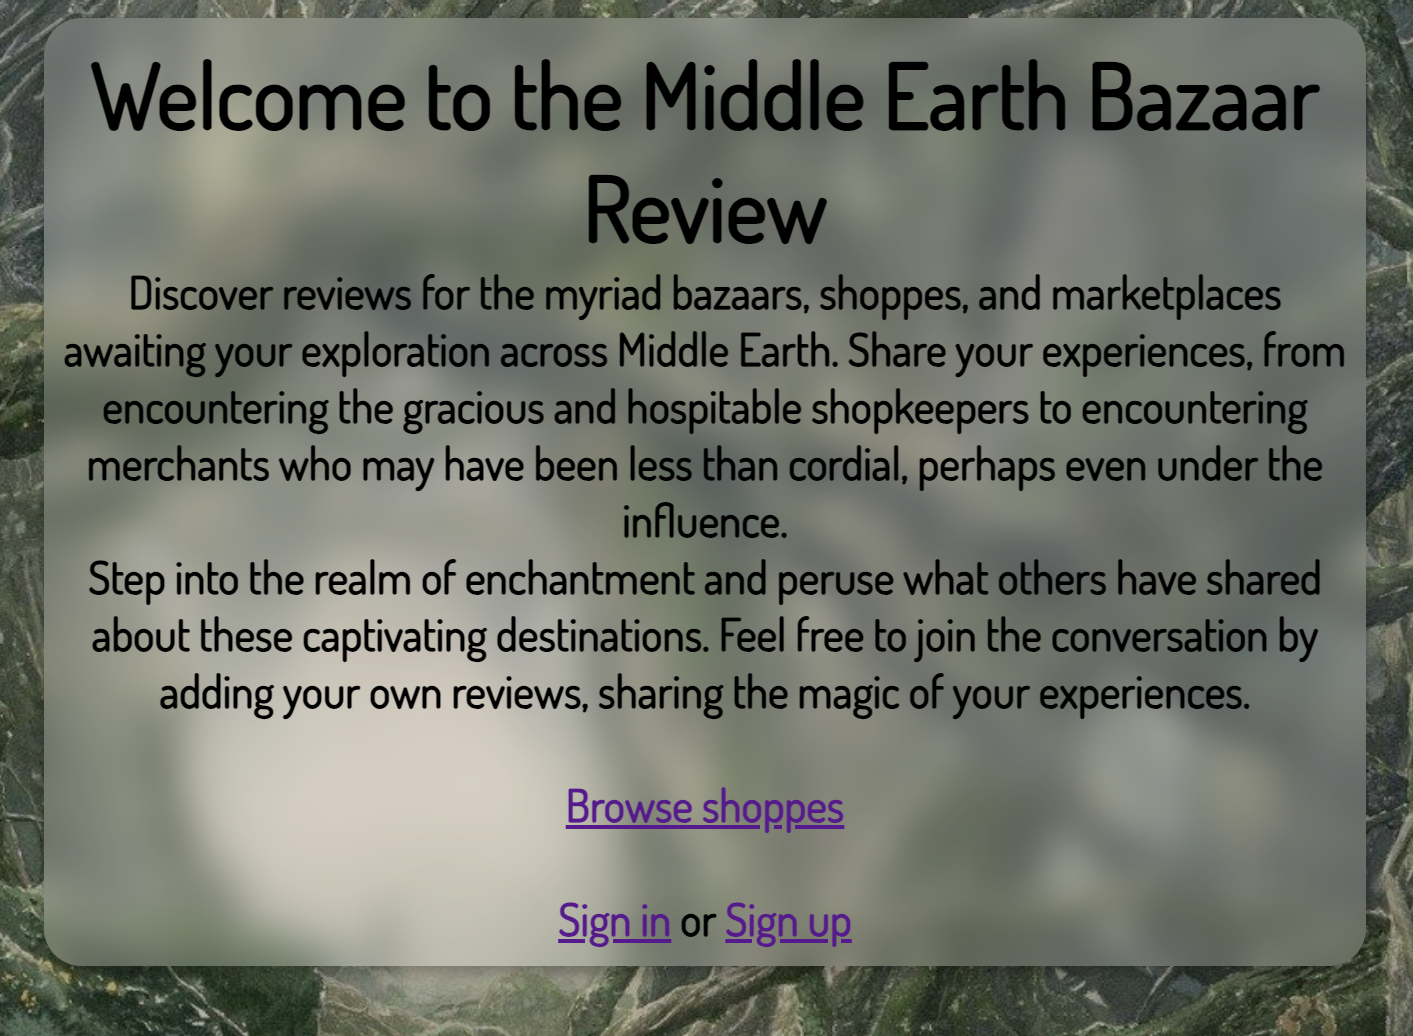 Welcome to the Middle Earth Bazaar
Review
Discover reviews for the myriad bazaars, shoppes, and marketplaces
awaiting your exploration across Middle Earth. Share your experiences, from
encountering the gracious and hospitable shopkeepers to encountering
merchants who may have been less than cordial, perhaps even under the
influence.
Step into the realm of enchantment and peruse what others have shared
about these captivating destinations. Feel free to join the conversation by
adding your own reviews, sharing the magic of your experiences.
Browse shoppes
Sign in or Sign up